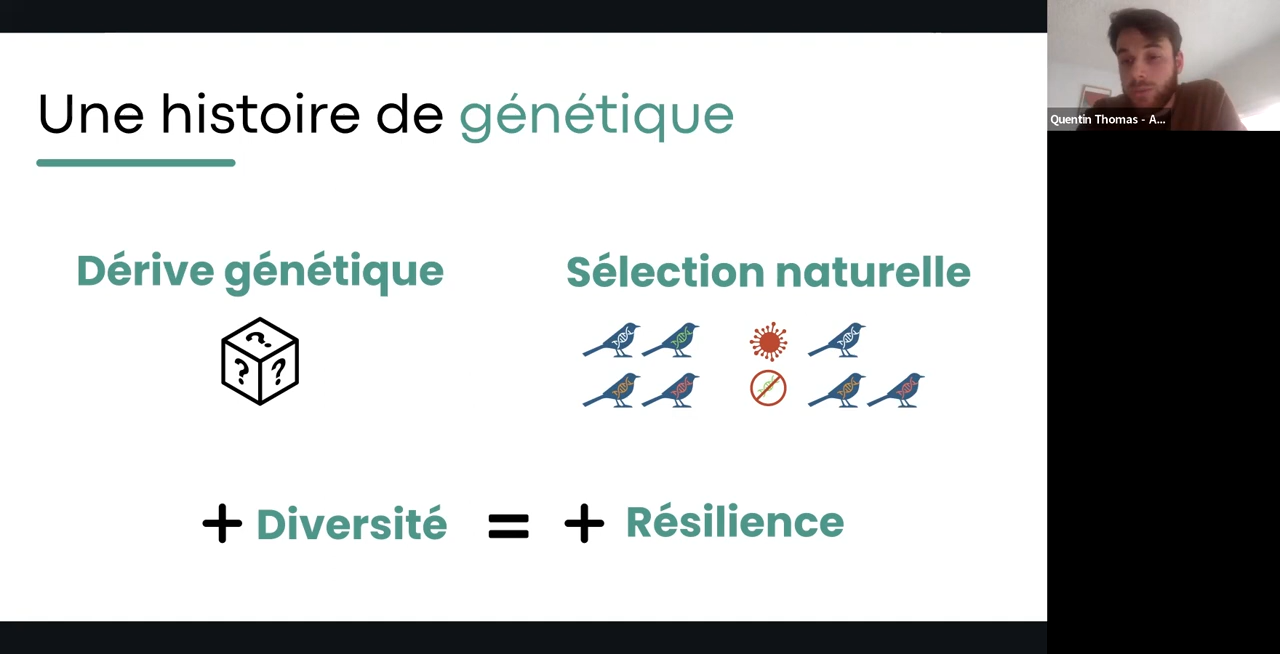 Une histoire de génétique
Dérive génétique
Sélection naturelle
? ? ?
+ Diversité = + Résilience
Quentin Thomas - A...